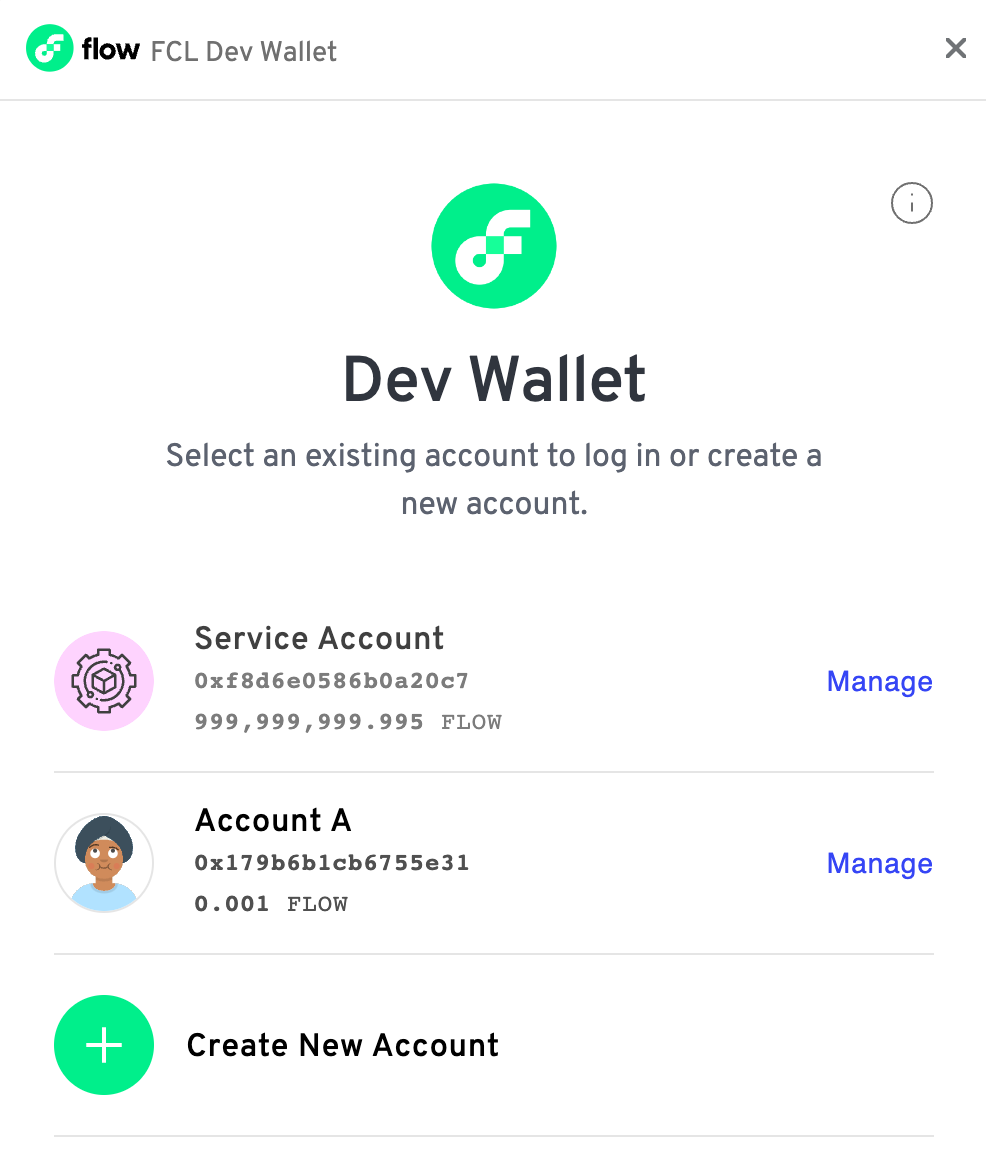 flow FCL Dev Wallet
Dev Wallet
Select an existing account to log in or create a
new account.
Service Account
0xf8d6e0586b0a20c7
999,999,999.995 FLOW
Manage
Account A
0x179b6b1cb6755e31
0.001 FLOW
Manage
Create New Account